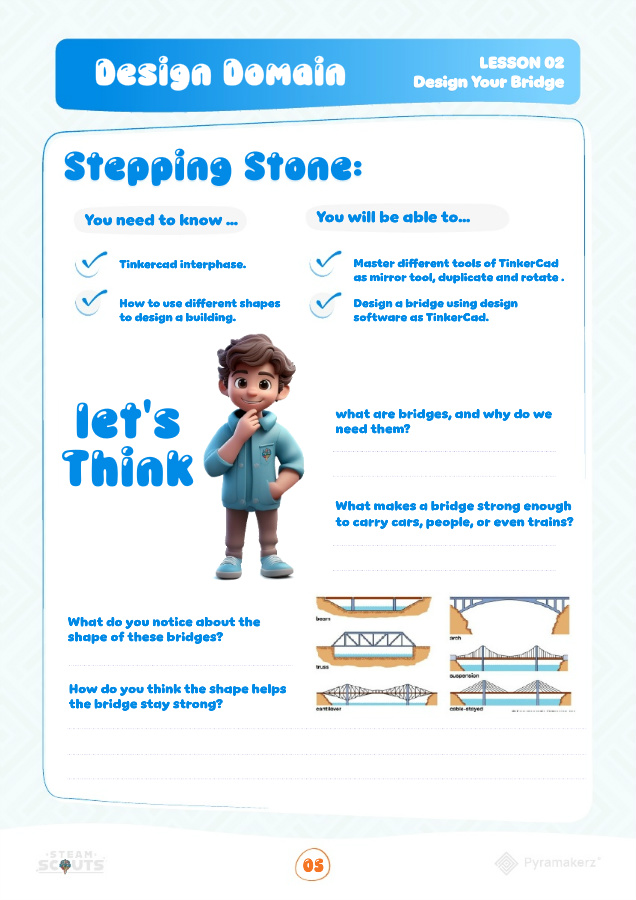 Design Domain
LESSON 02
Design Your Bridge
Stepping Stone:
You need to know ...
You will be able to...
Tinkercad interphase.
How to use different shapes
to design a building.
Master different tools of TinkerCad
as mirror tool, duplicate and rotate .
Design a bridge using design
software as TinkerCad.
let's
Think
what are bridges, and why do we
need them?
What makes a bridge strong enough
to carry cars, people, or even trains?
What do you notice about the
shape of these bridges?
How do you think the shape helps
the bridge stay strong?
beam
arch
truss
suspension
cantilever
cable-stayed
STEAM
SCOUTS
05
Pyramakerz